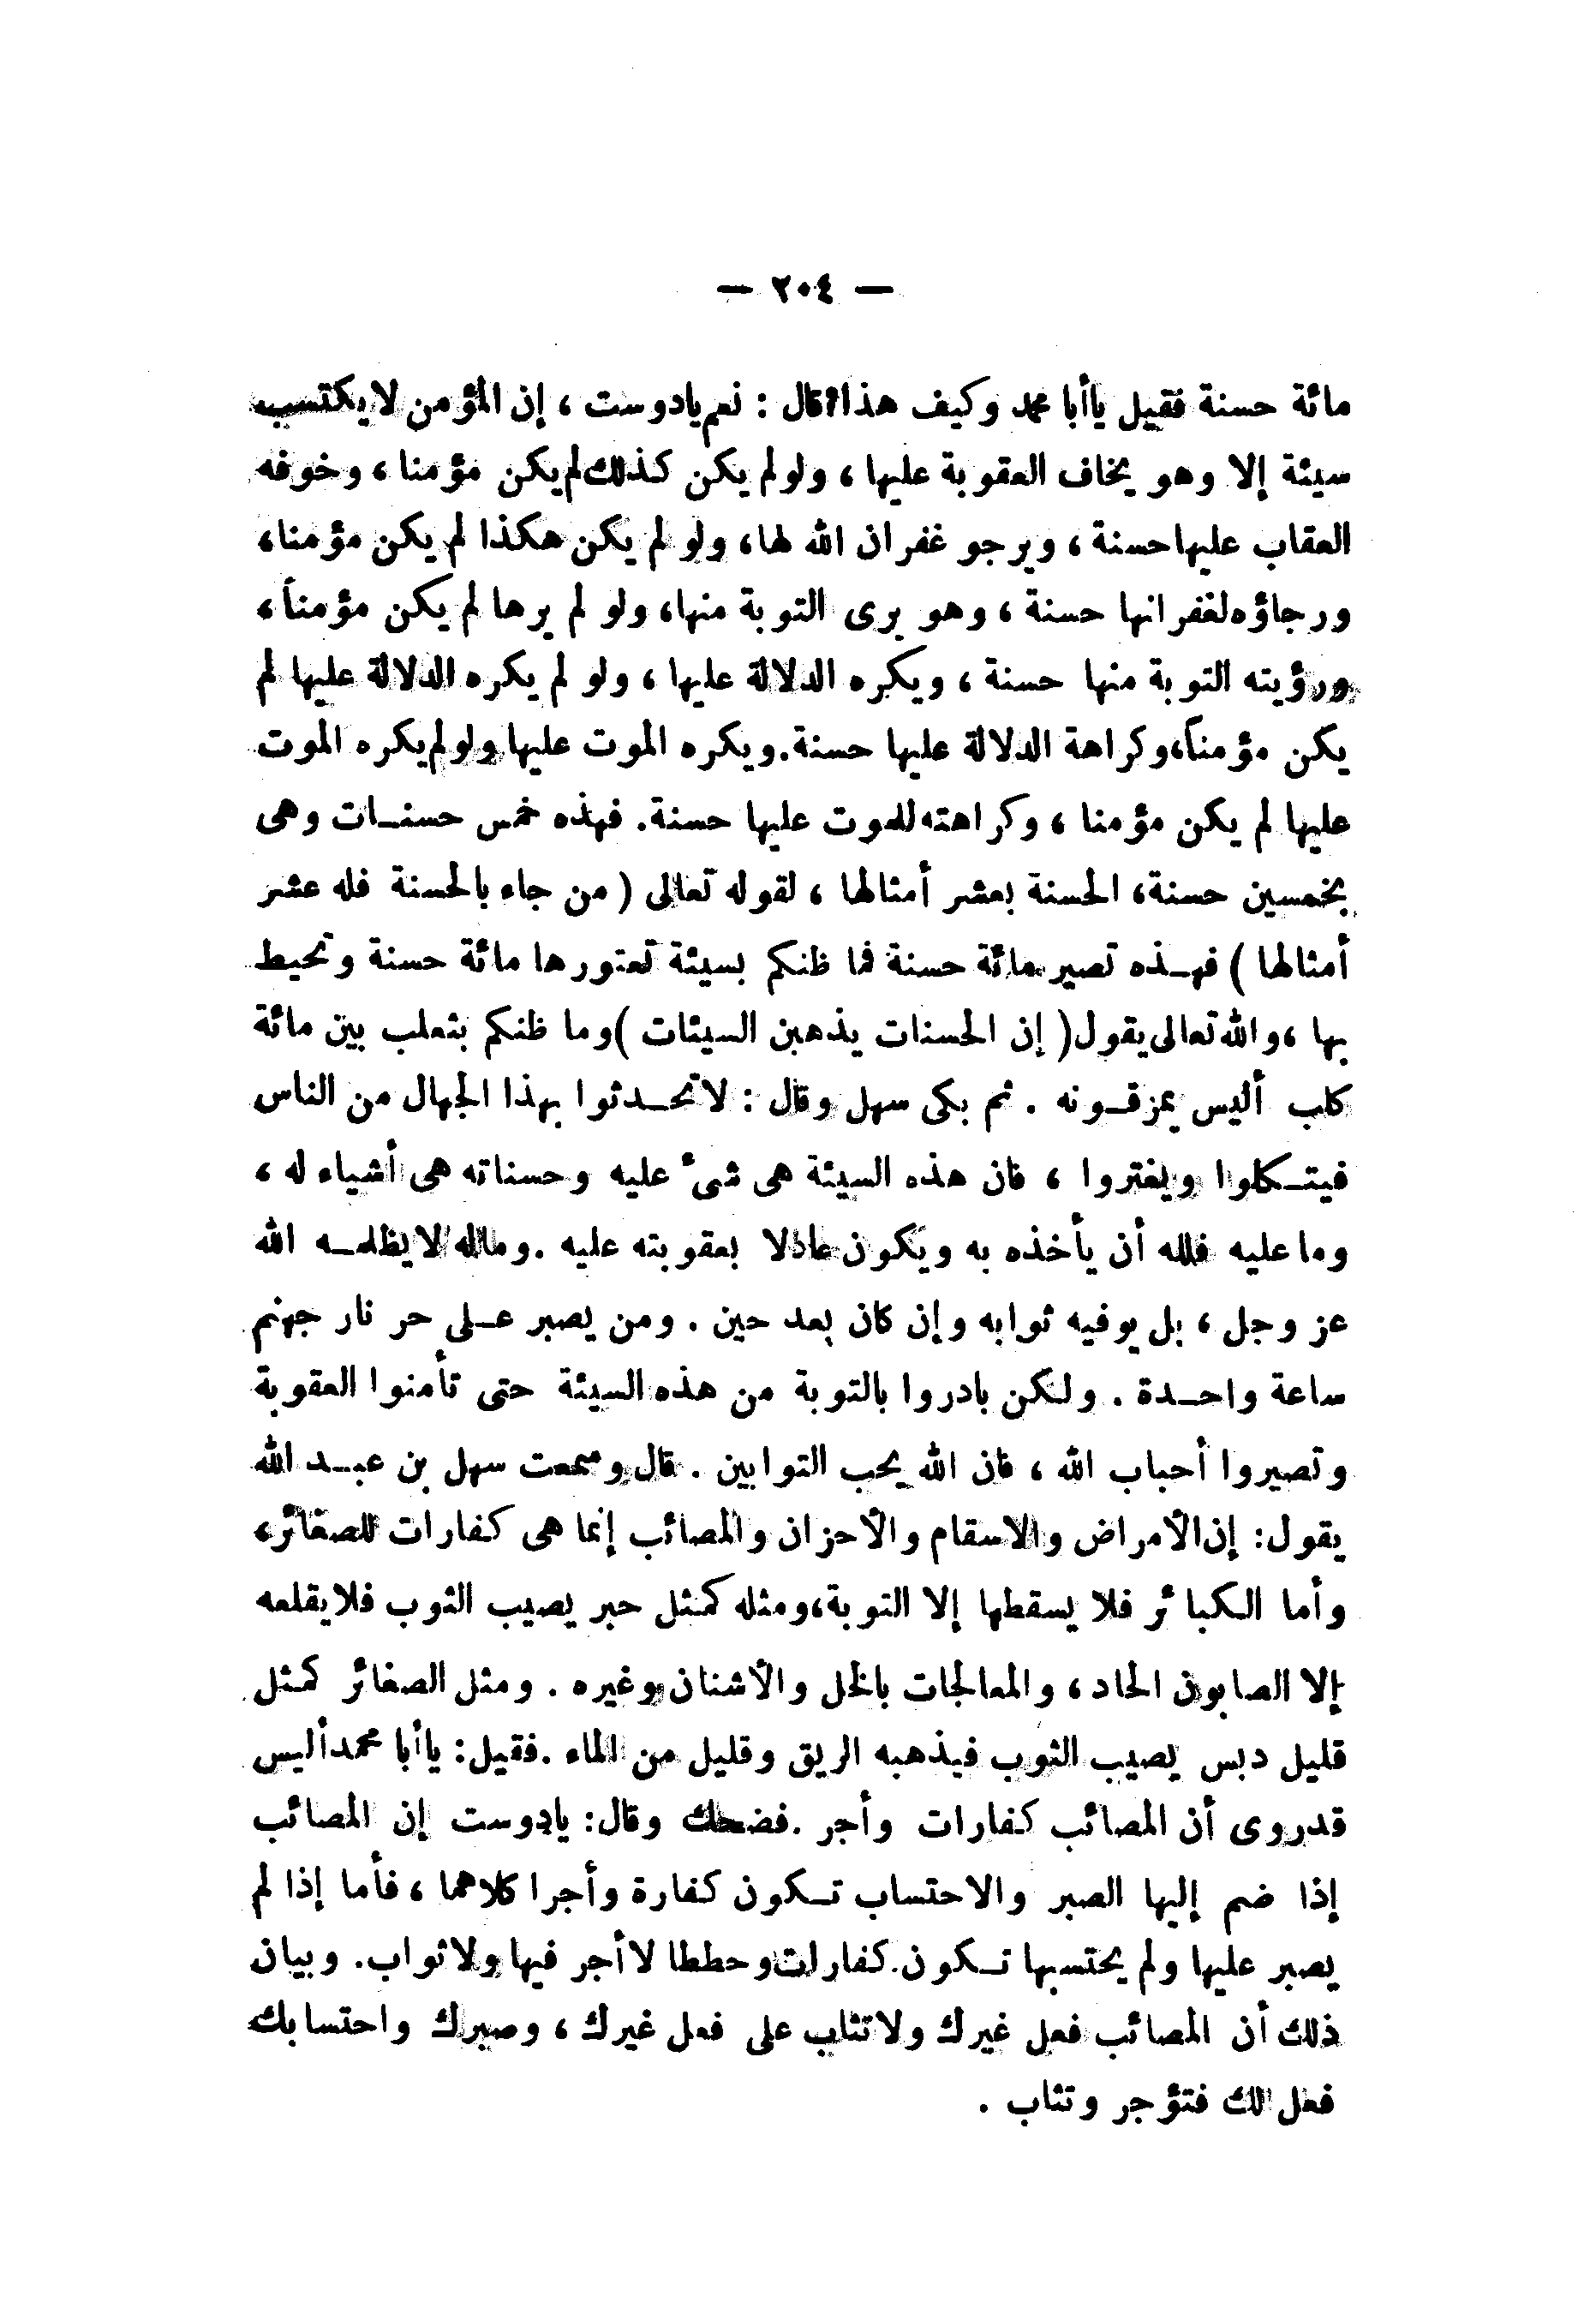 — ٢٠٤ —
مائة حسنة فقيل ياأبا محمد وكيف هذا؟قال : نعم يادوست ، إن المؤمن لا يكتسب
سيئة إلا وهو يخاف العقوبة عليها ، ولولم يكن كذلك لم يكن مؤمنا ، وخوفه
العقاب عليها حسنة ، ويرجو غفران الله لها، ولو لم يكن هكذا لم يكن مؤمنا،
ورجاؤه لغفرانها حسنة ، وهو يرى التوبة منها، ولو لم يرها لم يكن مؤمناً،
ورؤيته التوبة منها حسنة ، ويكره الدلالة عليها ، ولو لم يكره الدلالة عليها لم
يكن مؤمناً،وكراهة الدلالة عليها حسنة.ويكره الموت عليها ولولم يكره الموت
عليها لم يكن مؤمنا ، وكراهته للموت عليها حسنة. فهذه خمس حسنات وهى
بخمسين حسنة، الحسنة بعشر أمثالها ، لقوله تعالى ( من جاء بالحسنة فله عشر
أمثالها ) فهذه تصير مائة حسنة فما ظنكم بسيئة تعتورها مائة حسنة وتحيط
بها ،والله تعالى يقول( إن الحسنات يذهبن السيئات )وما ظنكم بثعلب بين مائة
كلب أليس يمزقونه . ثم بكى سهل وقال : لا تحدثوا بهذا الجهال من الناس
فيتكلوا ويغتروا ، فان هذه السيئة هى شىء عليه وحسناته هى أشياء له ،
وما عليه فلله أن يأخذه به ويكون عادلا بعقوبته عليه .وماله لا يظلمه الله
عز وجل ، بل يوفيه ثوابه وإن كان بعد حين . ومن يصبر على حر نار جهنم
ساعة واحدة . ولكن بادروا بالتوبة من هذه السيئة حتى تأمنوا العقوبة
وتصيروا أحباب الله ، فان الله يحب التوابين . قال وسمعت سهل بن عبد الله
يقول: إن الأمراض والاسقام والأحزان والمصائب إنما هى كفارات للصغائر،
وأما الكبائر فلا يسقطها إلا التوبة،ومثله كمثل حبر يصيب الثوب فلا يقلعه
إلا الصابون الحاد ، والمعالجات بالخل والأشنان وغيره . ومثل الصغائر كمثل
قليل دبس يصيب الثوب فيذهبه الريق وقليل من الماء .فقيل: ياأبا محمد أليس
قدروى أن المصائب كفارات وأجر .فضحك وقال: يادوست إن المصائب
إذا ضم إليها الصبر والاحتساب تكون كفارة وأجرا كلاهما ، فأما إذا لم
يصبر عليها ولم يحتسبها تكون كفارات وحططا لا أجر فيها ولا ثواب. وبيان
ذلك أن المصائب فعل غيرك ولا تثاب على فعل غيرك ، وصبرك واحتسابك
فعل لك فتؤجر وتثاب .